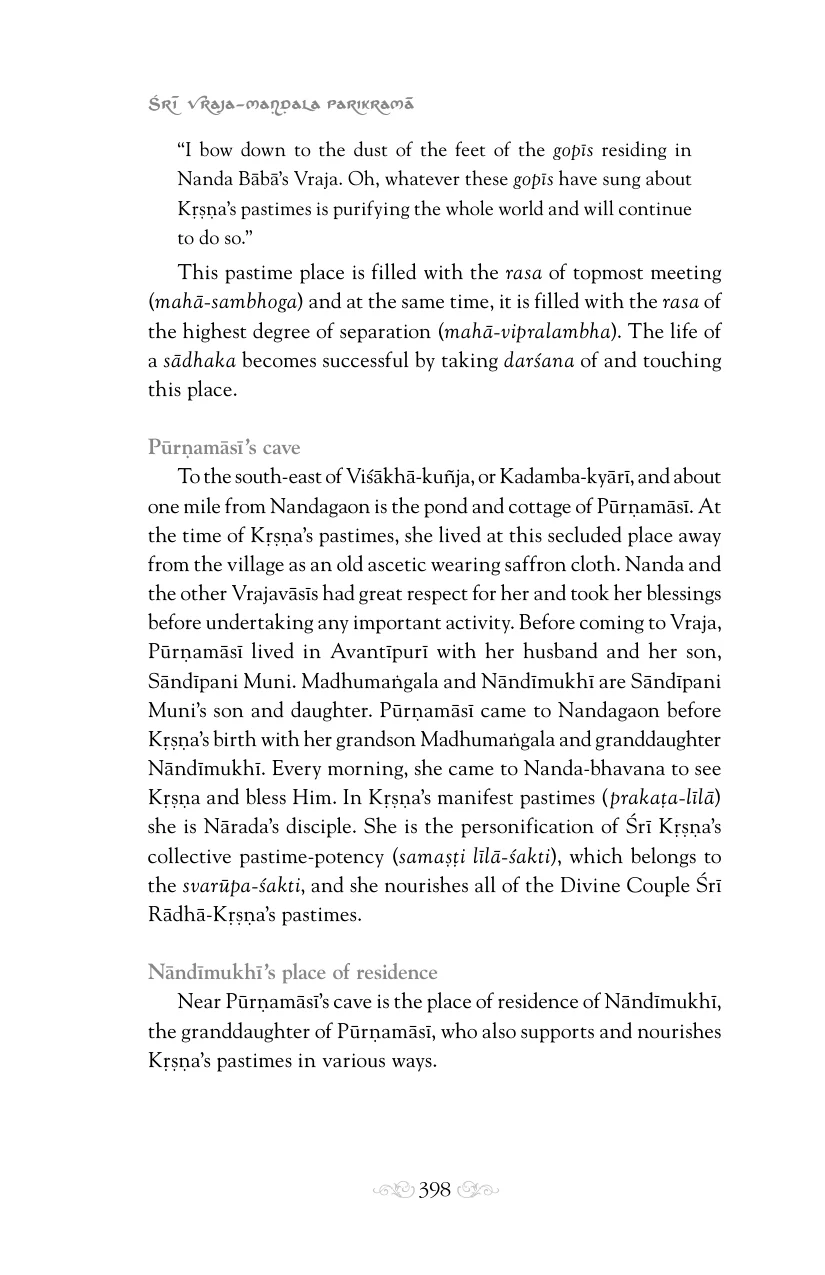 Śrī Vraja-maṇḍala Parikramā
“I bow down to the dust of the feet of the gopīs residing in
Nanda Bābā’s Vraja. Oh, whatever these gopīs have sung about
Kṛṣṇa’s pastimes is purifying the whole world and will continue
to do so.”
This pastime place is filled with the rasa of topmost meeting
(mahā-sambhoga) and at the same time, it is filled with the rasa of
the highest degree of separation (mahā-vipralambha). The life of
a sādhaka becomes successful by taking darśana of and touching
this place.
Pūrṇamāsī’s cave
To the south-east of Viśākhā-kuñja, or Kadamba-kyārī, and about
one mile from Nandagaon is the pond and cottage of Pūrṇamāsī. At
the time of Kṛṣṇa’s pastimes, she lived at this secluded place away
from the village as an old ascetic wearing saffron cloth. Nanda and
the other Vrajavāsīs had great respect for her and took her blessings
before undertaking any important activity. Before coming to Vraja,
Pūrṇamāsī lived in Avantīpurī with her husband and her son,
Sāndīpani Muni. Madhumaṅgala and Nāndīmukhī are Sāndīpani
Muni’s son and daughter. Pūrṇamāsī came to Nandagaon before
Kṛṣṇa’s birth with her grandson Madhumaṅgala and granddaughter
Nāndīmukhī. Every morning, she came to Nanda-bhavana to see
Kṛṣṇa and bless Him. In Kṛṣṇa’s manifest pastimes (prakaṭa-līlā)
she is Nārada’s disciple. She is the personification of Śrī Kṛṣṇa’s
collective pastime-potency (samaṣṭi līlā-śakti), which belongs to
the svarūpa-śakti, and she nourishes all of the Divine Couple Śrī
Rādhā-Kṛṣṇa’s pastimes.
Nāndīmukhī’s place of residence
Near Pūrṇamāsī’s cave is the place of residence of Nāndīmukhī,
the granddaughter of Pūrṇamāsī, who also supports and nourishes
Kṛṣṇa’s pastimes in various ways.
398